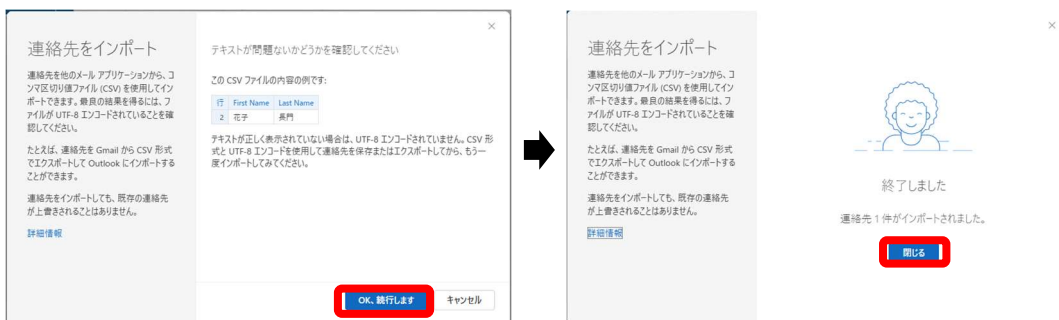 連絡先をインポート
連絡先を他のメール アプリケーションから、コ
ンマ区切り値ファイル (CSV) を使用してイン
ポートできます。最良の結果を得るには、フ
ァイルが UTF-8 エンコードされていることを確
認してください。
たとえば、連絡先を Gmail から CSV 形式
でエクスポートして Outlook にインポートする
ことができます。
連絡先をインポートしても、既存の連絡先
が上書きされることはありません。
詳細情報
テキストが問題ないかどうかを確認してください
この CSV ファイルの内容の例です:
行 First Name Last Name
2 花子 長門
テキストが正しく表示されていない場合は、UTF-8 エンコードされていません。CSV 形
式と UTF-8 エンコードを使用して連絡先を保存またはエクスポートしてから、もう一
度インポートしてみてください。
OK、続行します キャンセル
連絡先をインポート
連絡先を他のメール アプリケーションから、コ
ンマ区切り値ファイル (CSV) を使用してイン
ポートできます。最良の結果を得るには、フ
ァイルが UTF-8 エンコードされていることを確
認してください。
たとえば、連絡先を Gmail から CSV 形式
でエクスポートして Outlook にインポートする
ことができます。
連絡先をインポートしても、既存の連絡先
が上書きされることはありません。
詳細情報
終了しました
連絡先 1 件がインポートされました。
閉じる